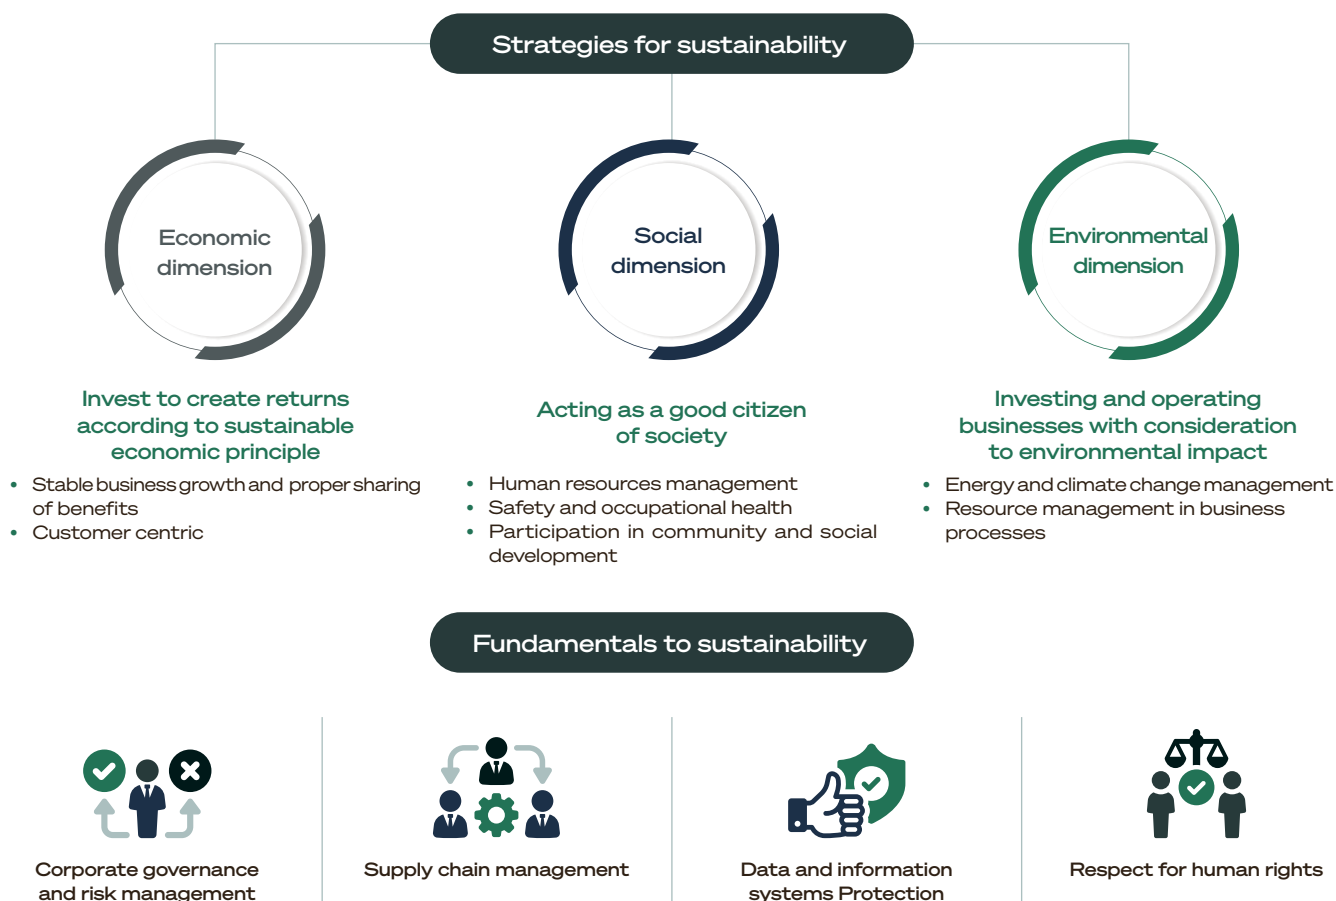 Strategies for sustainability
Economic
dimension
Social
dimension
Environmental
dimension
Invest to create returns
according to sustainable
economic principle
• Stable business growth and proper sharing
of benefits
• Customer centric
Acting as a good citizen
of society
• Human resources management
• Safety and occupational health
• Participation in community and social
development
Investing and operating
businesses with consideration
to environmental impact
• Energy and climate change management
• Resource management in business
processes
Fundamentals to sustainability
Corporate governance
and risk management
Supply chain management
Data and information
systems Protection
Respect for human rights